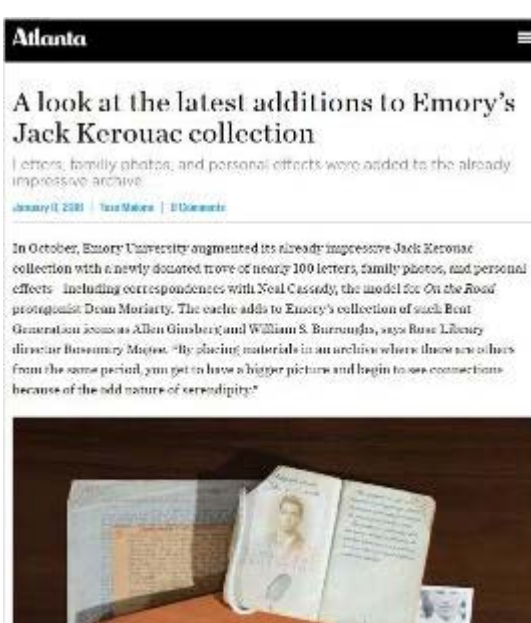 Atlanta
A look at the latest additions to Emory's
Jack Kerouac collection
Letters, family photos, and personal effects were added to the already
impressive archive
January 11, | Malone | 0 Comments
In October, Emory University augmented its already impressive Jack Kerouac
collection with a newly donated trove of nearly 100 letters, family photos, and personal
effects—including correspondences with Neal Cassady, the model for On the Road
protagonist Dean Moriarty. The cache adds to Emory's collection of such Beat
Generation icons as Allen Ginsberg and William S. Burroughs, says Rose Library
director Rosemary Magee. "By placing materials in an archive where there are others
from the same period, you get to have a bigger picture and begin to see connections
because of the odd nature of serendipity."